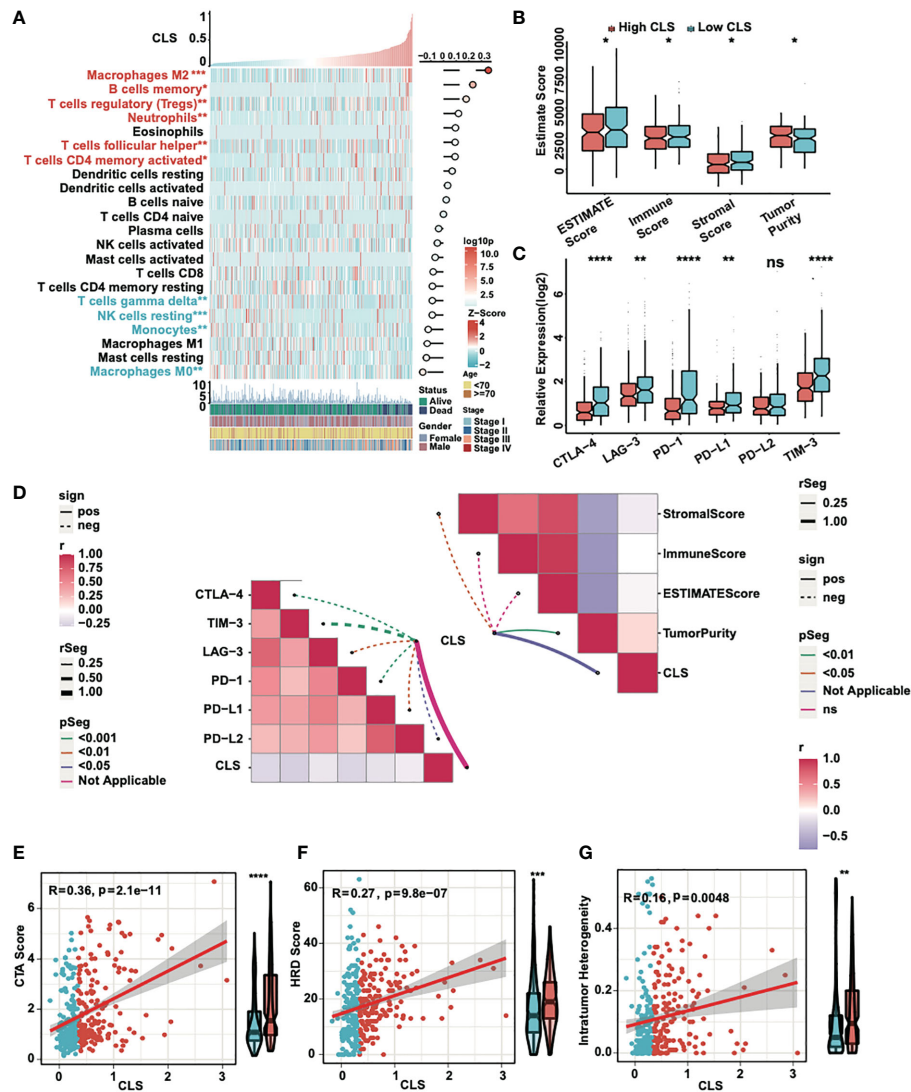 A
CLS
1
0.5
0
−0.1 0 0.1 0.2 0.3
Macrophages M2 ***
B cells memory*
T cells regulatory (Tregs)**
Neutrophils**
Eosinophils
T cells follicular helper**
T cells CD4 memory activated*
Dendritic cells resting
Dendritic cells activated
B cells naive
T cells CD4 naive
Plasma cells
NK cells activated
Mast cells activated
T cells CD8
T cells CD4 memory resting
T cells gamma delta**
NK cells resting***
Monocytes**
Macrophages M1
Mast cells resting
Macrophages M0**
log10p
10.0
7.5
5.0
2.5
Z−Score
4
2
0
−2
10
5
0
Status
Alive
Dead
Gender
Female
Male
Age
<70
>=70
Stage
Stage I
Stage II
Stage III
Stage IV
B
High CLS Low CLS
Estimate Score
10000
7500
5000
2500
0
* * * *
ESTIMATE Score
Immune Score
Stromal Score
Tumor Purity
C
Relative Expression(log2)
6
4
2
0
**** ** **** ** ns ****
CTLA−4 LAG−3 PD−1 PD−L1 PD−L2 TIM−3
D
sign
pos
neg
r
1.00
0.75
0.50
0.25
0.00
−0.25
rSeg
0.25
0.50
1.00
pSeg
<0.001
<0.01
<0.05
Not Applicable
CTLA−4
TIM−3
LAG−3
PD−1
PD−L1
PD−L2
CLS
CLS
StromalScore
ImmuneScore
ESTIMATEScore
TumorPurity
CLS
rSeg
0.25
1.00
sign
pos
neg
pSeg
<0.01
<0.05
Not Applicable
ns
r
1.0
0.5
0.0
−0.5
E
R=0.36, p=2.1e−11
****
CTA Score
6
4
2
0
0 1 2 3
CLS
F
R=0.27, p=9.8e−07
***
HRD Score
60
40
20
0
0 1 2 3
CLS
G
R=0.16, P=0.0048
**
Intratumor Heterogeneity
0.4
0.2
0.0
0 1 2 3
CLS